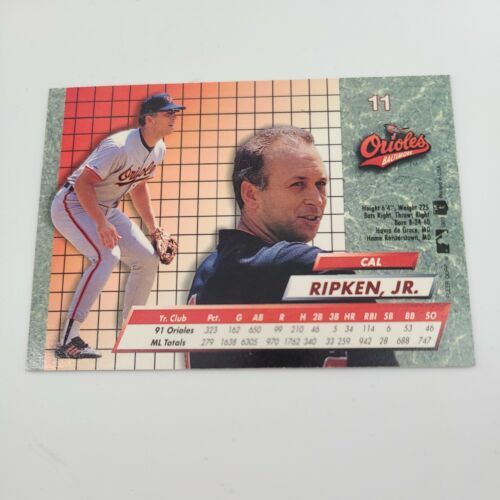 11
Orioles
BALTIMORE
Orioles
Height 6'4", Weight 225
Bats Right, Throws Right
Born 8-24-60
Havre de Grace, MD
Home Reisterstown, MD
CAL
RIPKEN, JR.
Yr. Club Pct. G AB R H 2B 3B HR RBI SB BB SO
91 Orioles .323 162 650 99 210 46 5 34 114 6 53 46
ML Totals .279 1638 6305 970 1762 340 33 259 942 28 688 747